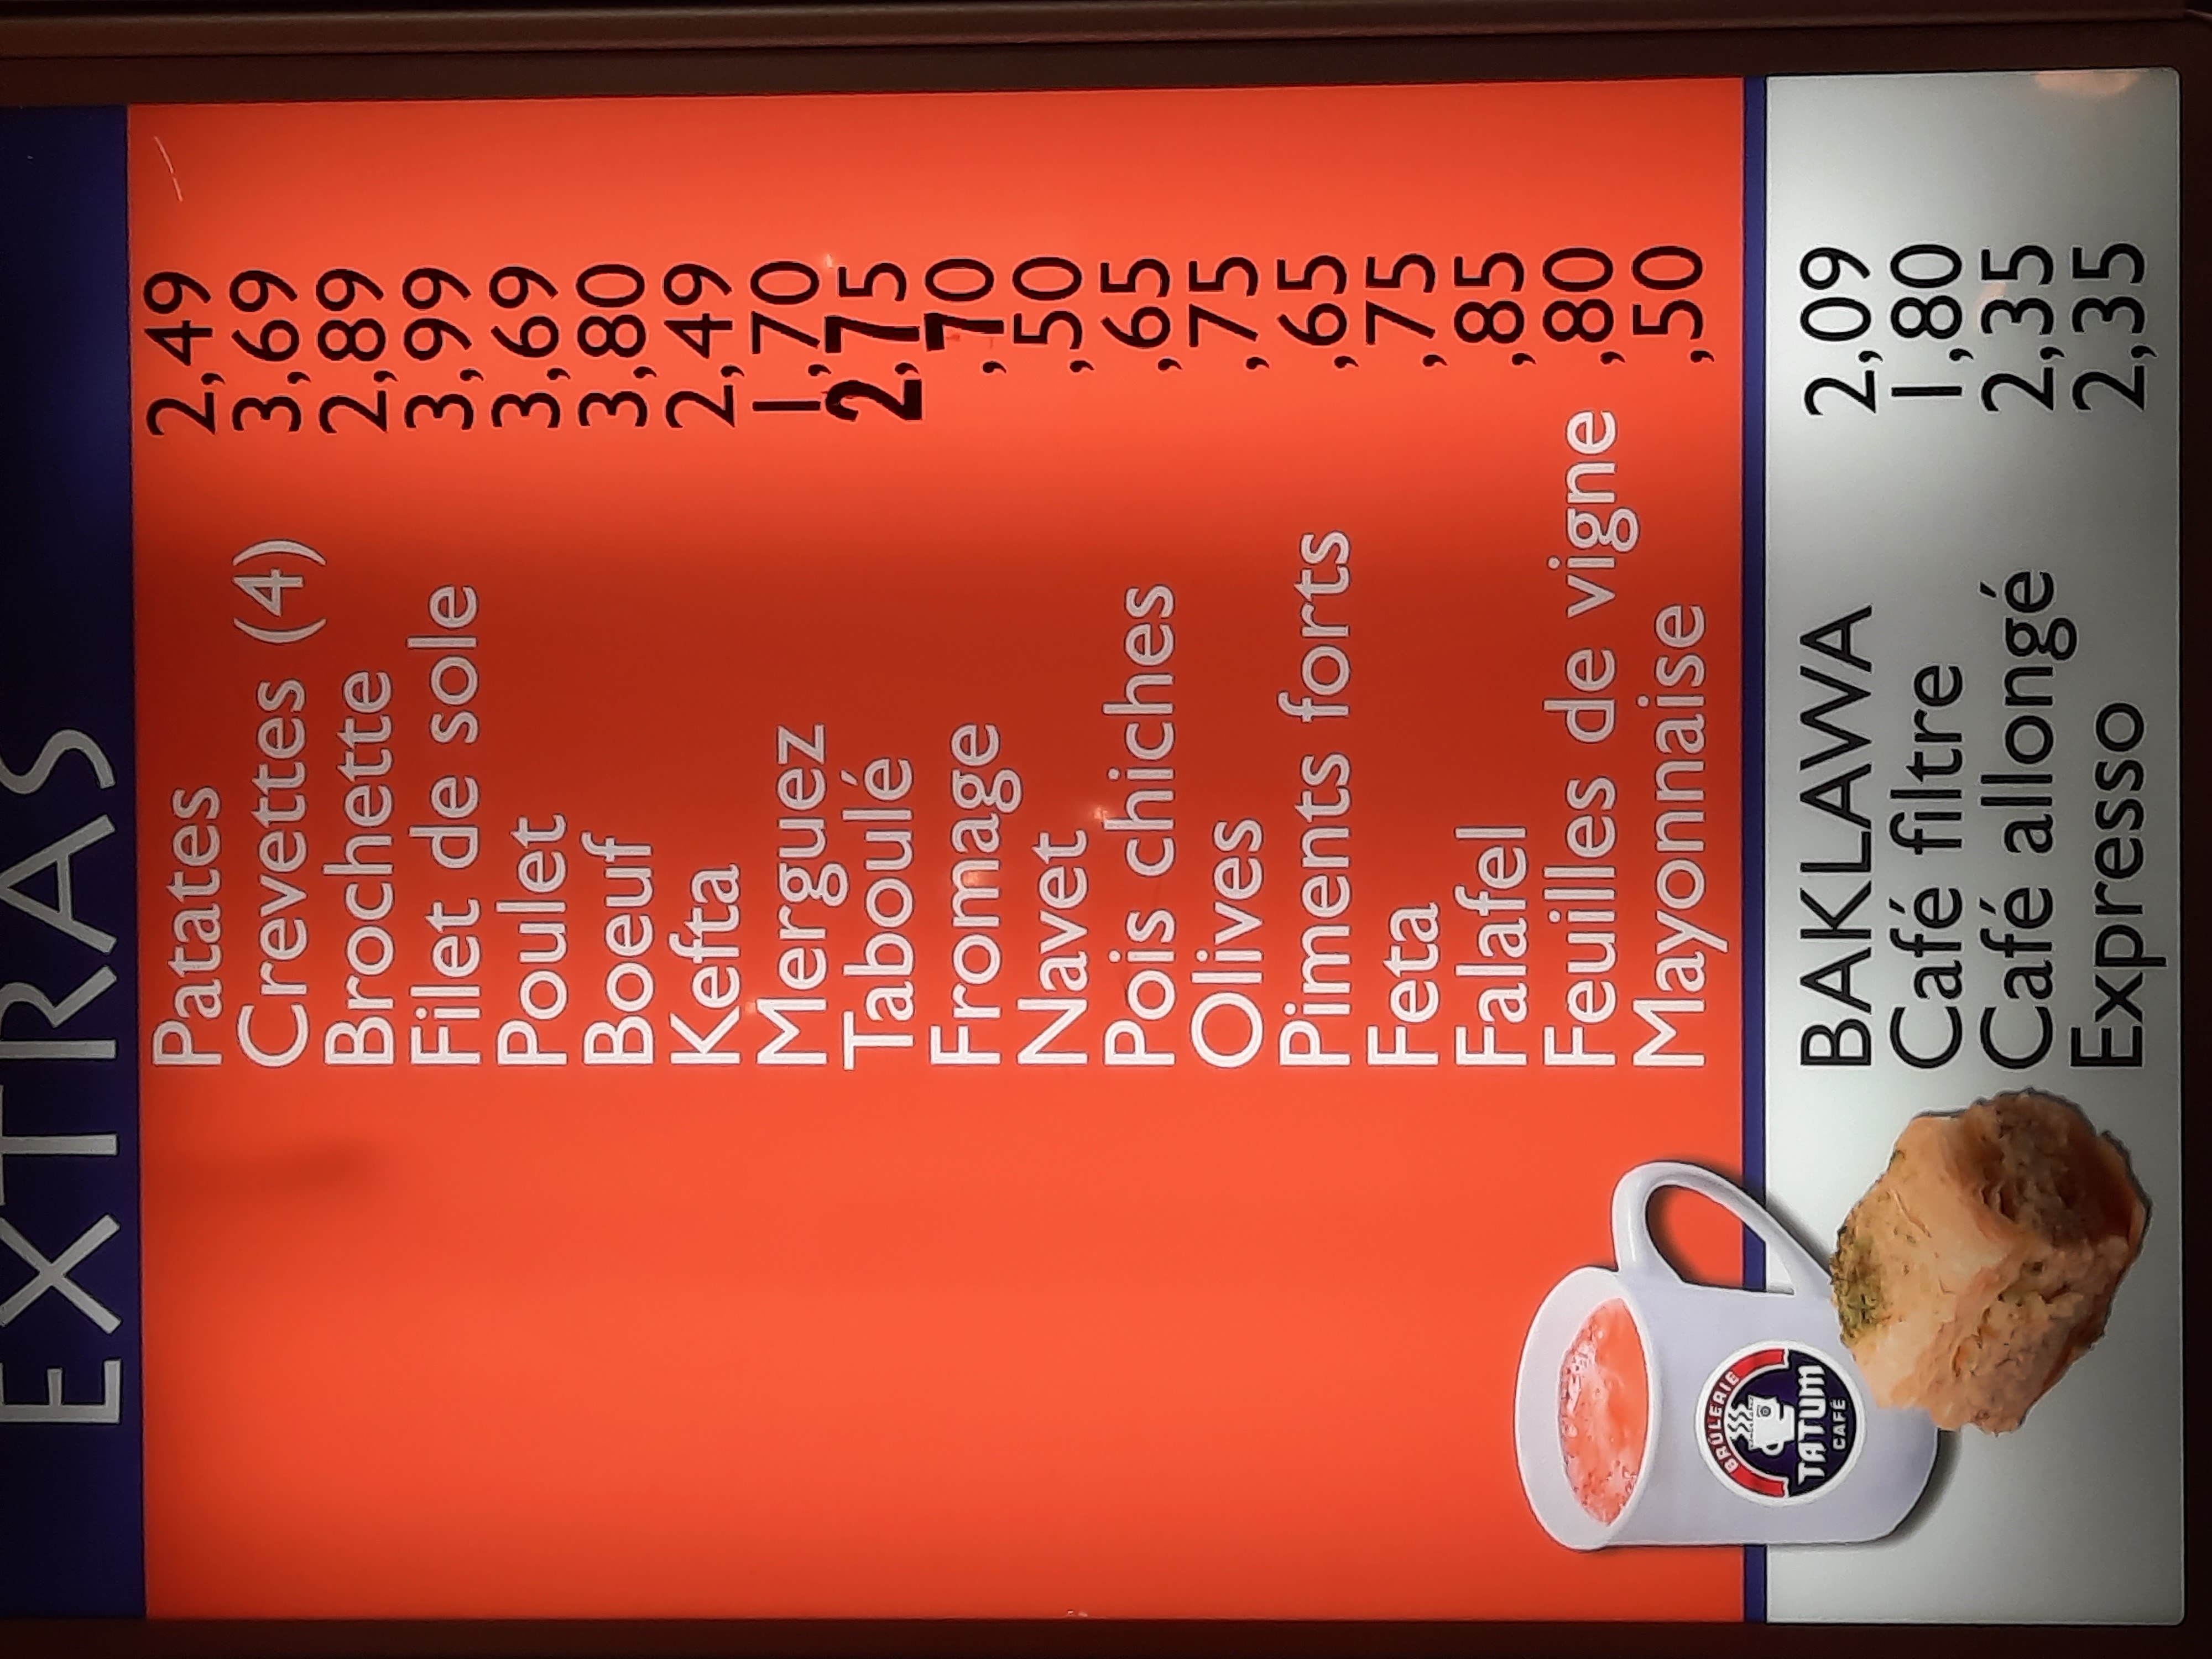 EXTRAS
Patates 2,49
Crevettes (4) 3,69
Brochette 2,89
Filet de sole 3,99
Poulet 3,69
Boeuf 3,80
Kefta 2,49
Merguez 1,70
Taboulé 2,75
Fromage ,70
Navet ,50
Pois chiches ,65
Olives ,75
Piments forts ,65
Feta ,75
Falafel ,85
Feuilles de vigne ,80
Mayonnaise ,50
BRÛLERIE
TATUM
CAFÉ
BAKLAWA 2,09
Café filtre 1,80
Café allongé 2,35
Expresso 2,35